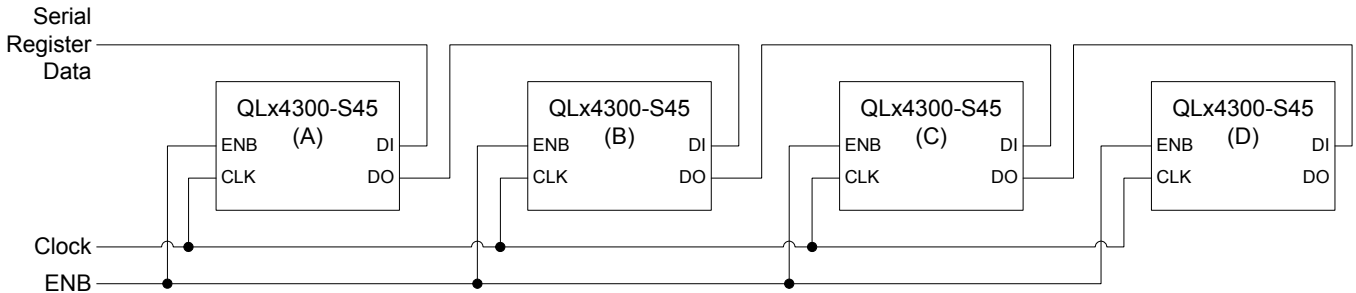 Serial
Register
Data
QLx4300-S45
(A)
ENB
DI
CLK
DO
QLx4300-S45
(B)
ENB
DI
CLK
DO
QLx4300-S45
(C)
ENB
DI
CLK
DO
QLx4300-S45
(D)
ENB
DI
CLK
DO
Clock
ENB